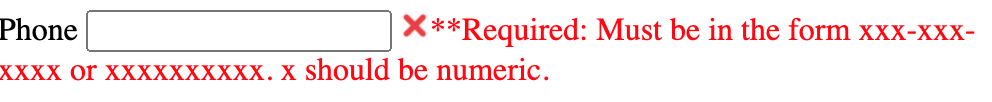 Phone ❌**Required: Must be in the form xxx-xxx-
xxxx or xxxxxxxxxx. x should be numeric.